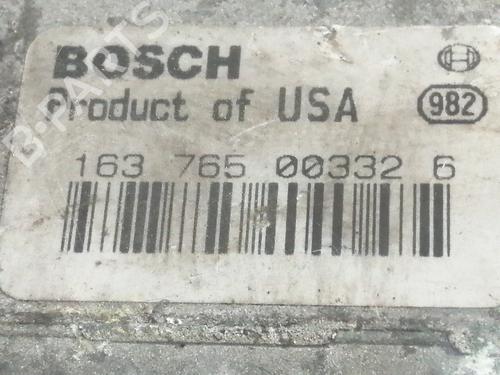 BOSCH
Product of USA
982
163 765 00332 6
B-PARTS